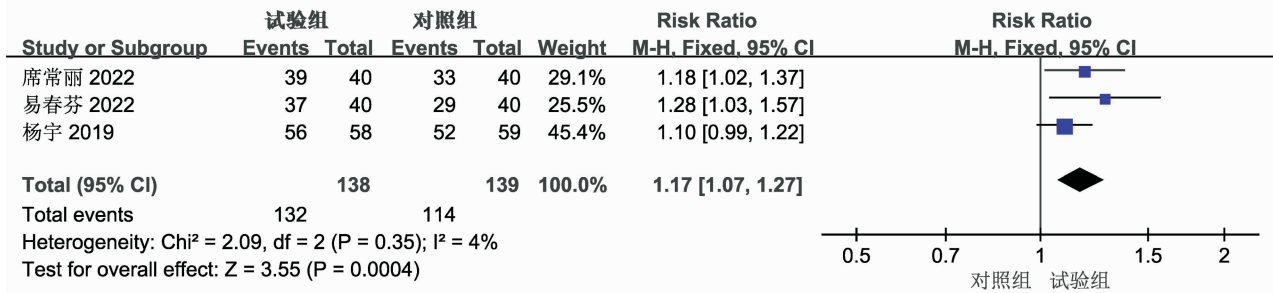 试验组 对照组 Risk Ratio Risk Ratio
Study or Subgroup Events Total Events Total Weight M-H, Fixed, 95% CI M-H, Fixed, 95% CI
席常丽 2022 39 40 33 40 29.1% 1.18 [1.02, 1.37]
易春芬 2022 37 40 29 40 25.5% 1.28 [1.03, 1.57]
杨宇 2019 56 58 52 59 45.4% 1.10 [0.99, 1.22]
Total (95% CI) 138 139 100.0% 1.17 [1.07, 1.27]
Total events 132 114
Heterogeneity: Chi² = 2.09, df = 2 (P = 0.35); I² = 4%
Test for overall effect: Z = 3.55 (P = 0.0004)
0.5 0.7 1 1.5 2
对照组 试验组